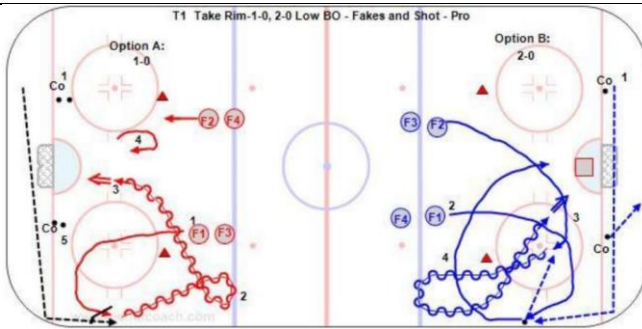 T1 Take Rim-1-0, 2-0 Low BO - Fakes and Shot - Pro
Option A:
1-0
Option B:
2-0
1
Co
F2 F4
4
3
1
F1 F3
Co
5
2
Co
1
F3 F2
F4 F1
2
3
Co
4
coach.com